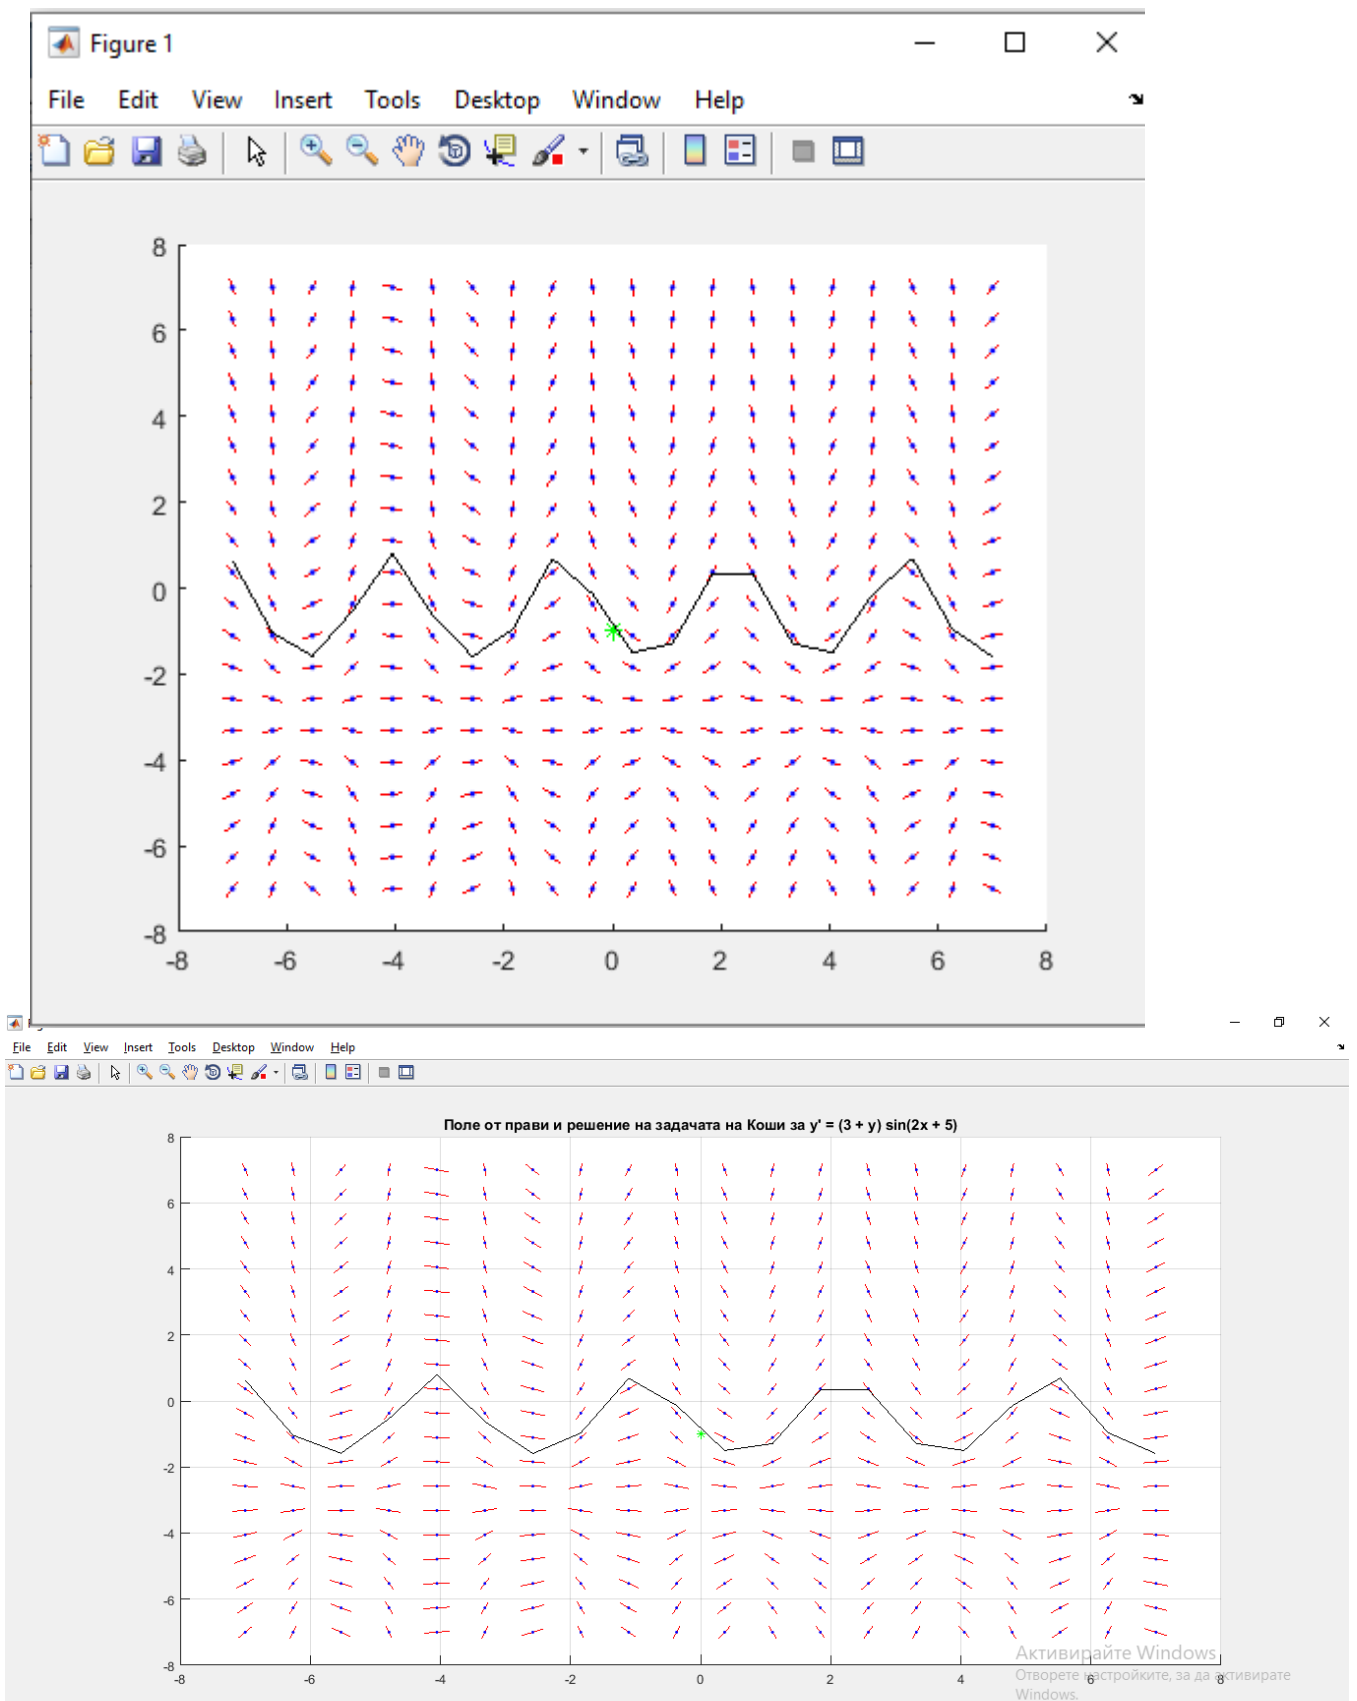 Figure 1
File Edit View Insert Tools Desktop Window Help
8
6
4
2
0
-2
-4
-6
-8
-8 -6 -4 -2 0 2 4 6 8
File Edit View Insert Tools Desktop Window Help
Поле от прави и решение на задачата на Коши за y' = (3 + y) sin(2x + 5)
8
6
4
2
0
-2
-4
-6
-8
-8 -6 -4 -2 0 2 4 6 8
Активирайте Windows
Отворете настройките, за да активирате
Windows.